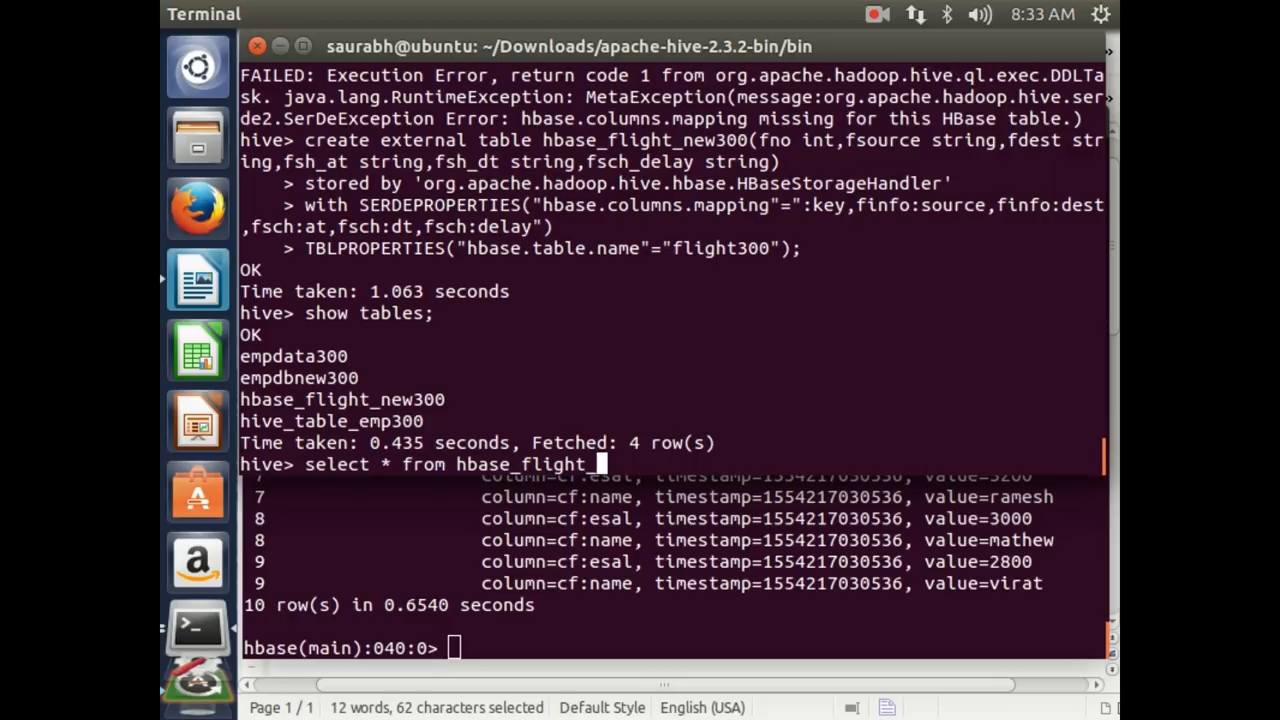 Terminal
8:33 AM
saurabh@ubuntu: ~/Downloads/apache-hive-2.3.2-bin/bin
FAILED: Execution Error, return code 1 from org.apache.hadoop.hive.ql.exec.DDLTa
sk. java.lang.RuntimeException: MetaException(message:org.apache.hadoop.hive.ser
de2.SerDeException Error: hbase.columns.mapping missing for this HBase table.)
hive> create external table hbase_flight_new300(fno int,fsource string,fdest str
ing,fsh_at string,fsh_dt string,fsch_delay string)
> stored by 'org.apache.hadoop.hive.hbase.HBaseStorageHandler'
> with SERDEPROPERTIES("hbase.columns.mapping"=":key,finfo:source,finfo:dest
,fsch:at,fsch:dt,fsch:delay")
> TBLPROPERTIES("hbase.table.name"="flight300");
OK
Time taken: 1.063 seconds
hive> show tables;
OK
empdata300
empdbnew300
hbase_flight_new300
hive_table_emp300
Time taken: 0.435 seconds, Fetched: 4 row(s)
hive> select * from hbase_flight_
7 column=cf:esal, timestamp=1554217030536, value=3200
7 column=cf:name, timestamp=1554217030536, value=ramesh
8 column=cf:esal, timestamp=1554217030536, value=3000
8 column=cf:name, timestamp=1554217030536, value=mathew
9 column=cf:esal, timestamp=1554217030536, value=2800
9 column=cf:name, timestamp=1554217030536, value=virat
10 row(s) in 0.6540 seconds
hbase(main):040:0>
Page 1 / 1 12 words, 62 characters selected Default Style English (USA)